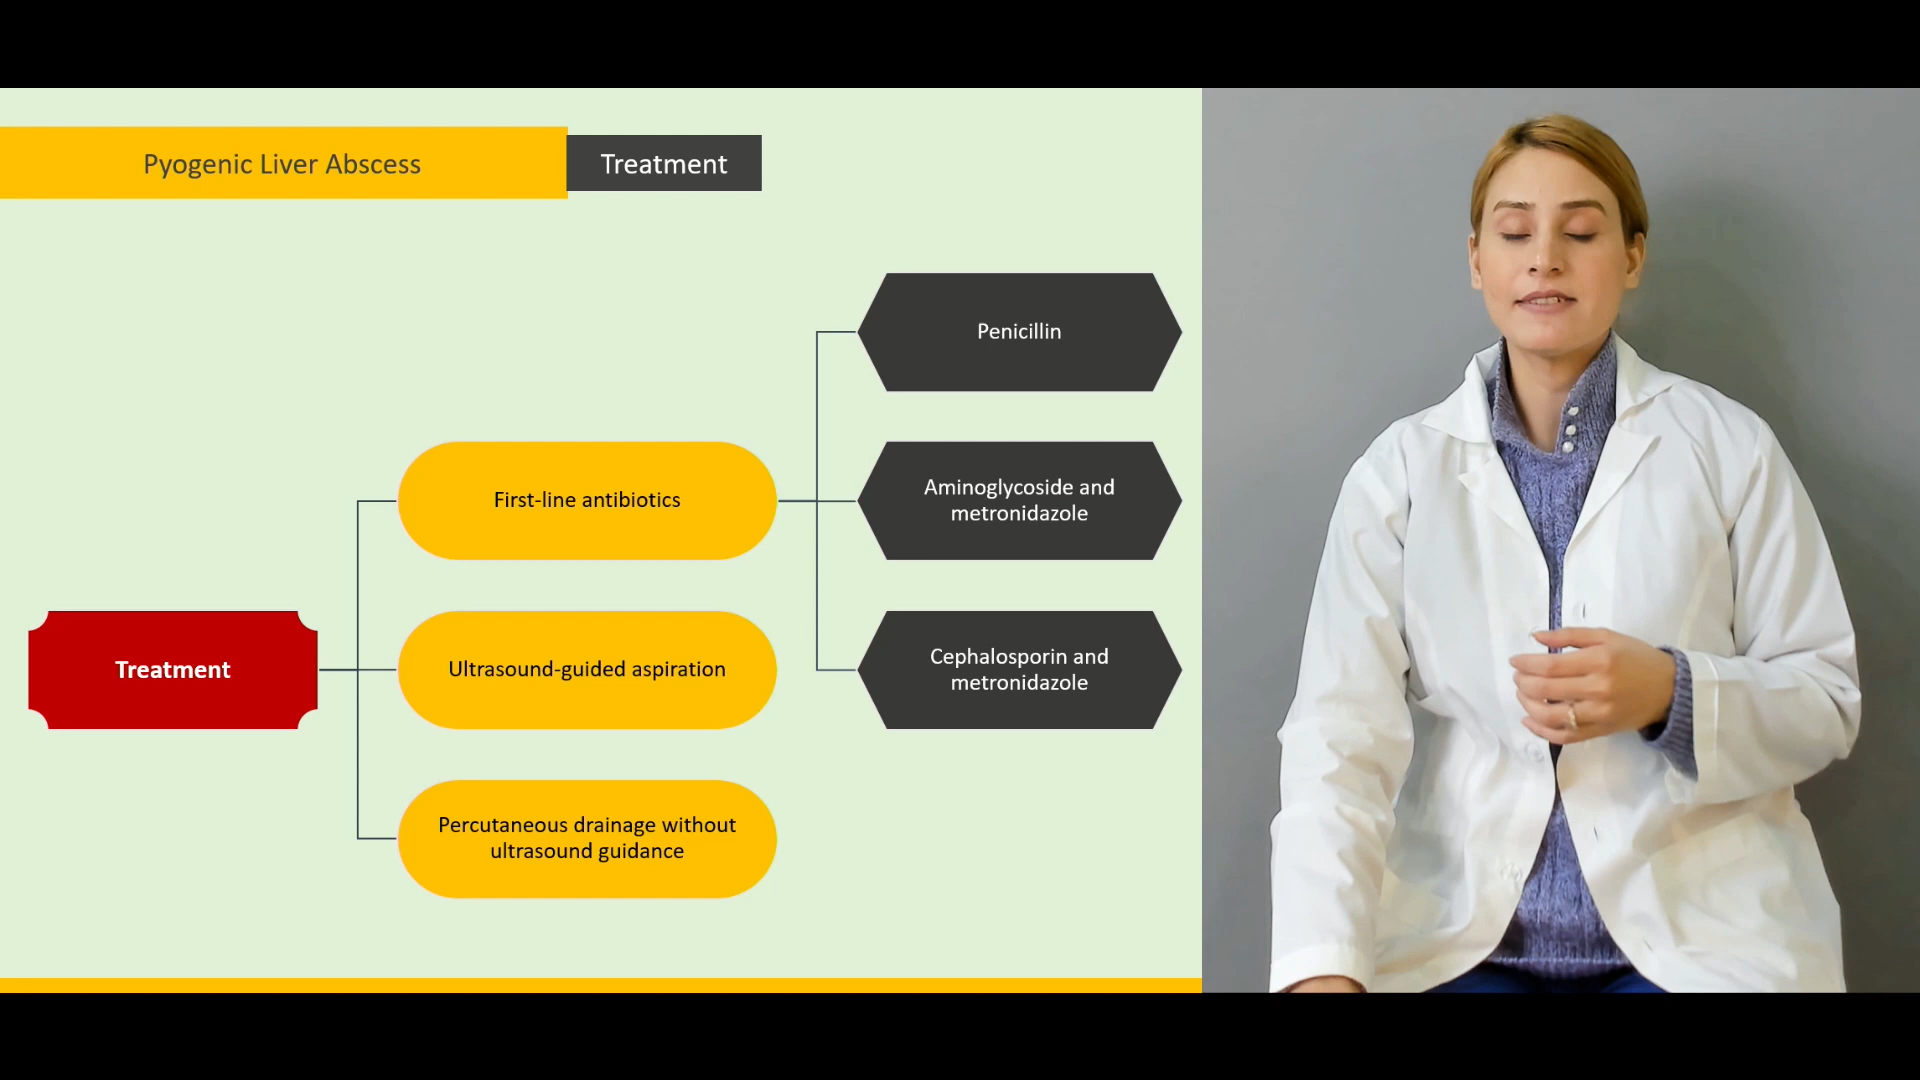 Pyogenic Liver Abscess
Treatment
Penicillin
First-line antibiotics
Aminoglycoside and
metronidazole
Treatment
Ultrasound-guided aspiration
Cephalosporin and
metronidazole
Percutaneous drainage without
ultrasound guidance